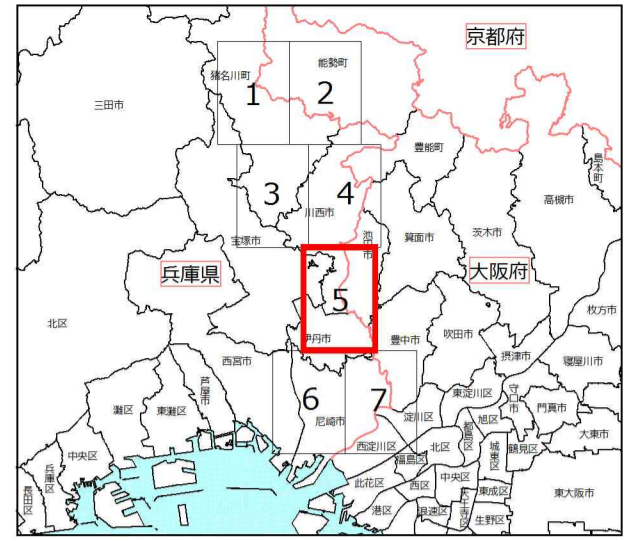 京都府
能勢町
猪名川町
1
2
三田市
豊能町
島本町
高槻市
3
4
川西市
茨木市
箕面市
池田市
宝塚市
兵庫県
大阪府
5
枚方市
北区
伊丹市
豊中市
吹田市
摂津市
寝屋川市
西宮市
芦屋市
6
7
東淀川区
守口市
門真市
灘区
東灘区
尼崎市
淀川区
旭区
都島区
大東市
西淀川区
北区
城東区
鶴見区
中央区
福島区
兵庫区
此花区
西区
中央区
東成区
東大阪市
長田区
港区
浪速区
天王寺区
生野区